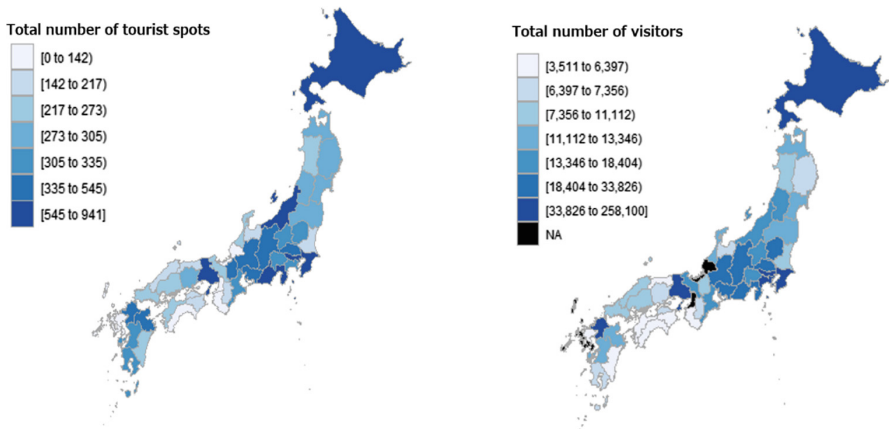 Total number of tourist spots
[0 to 142)
[142 to 217)
[217 to 273)
[273 to 305)
[305 to 335)
[335 to 545)
[545 to 941]
Total number of visitors
[3,511 to 6,397)
[6,397 to 7,356)
[7,356 to 11,112)
[11,112 to 13,346)
[13,346 to 18,404)
[18,404 to 33,826)
[33,826 to 258,100]
NA